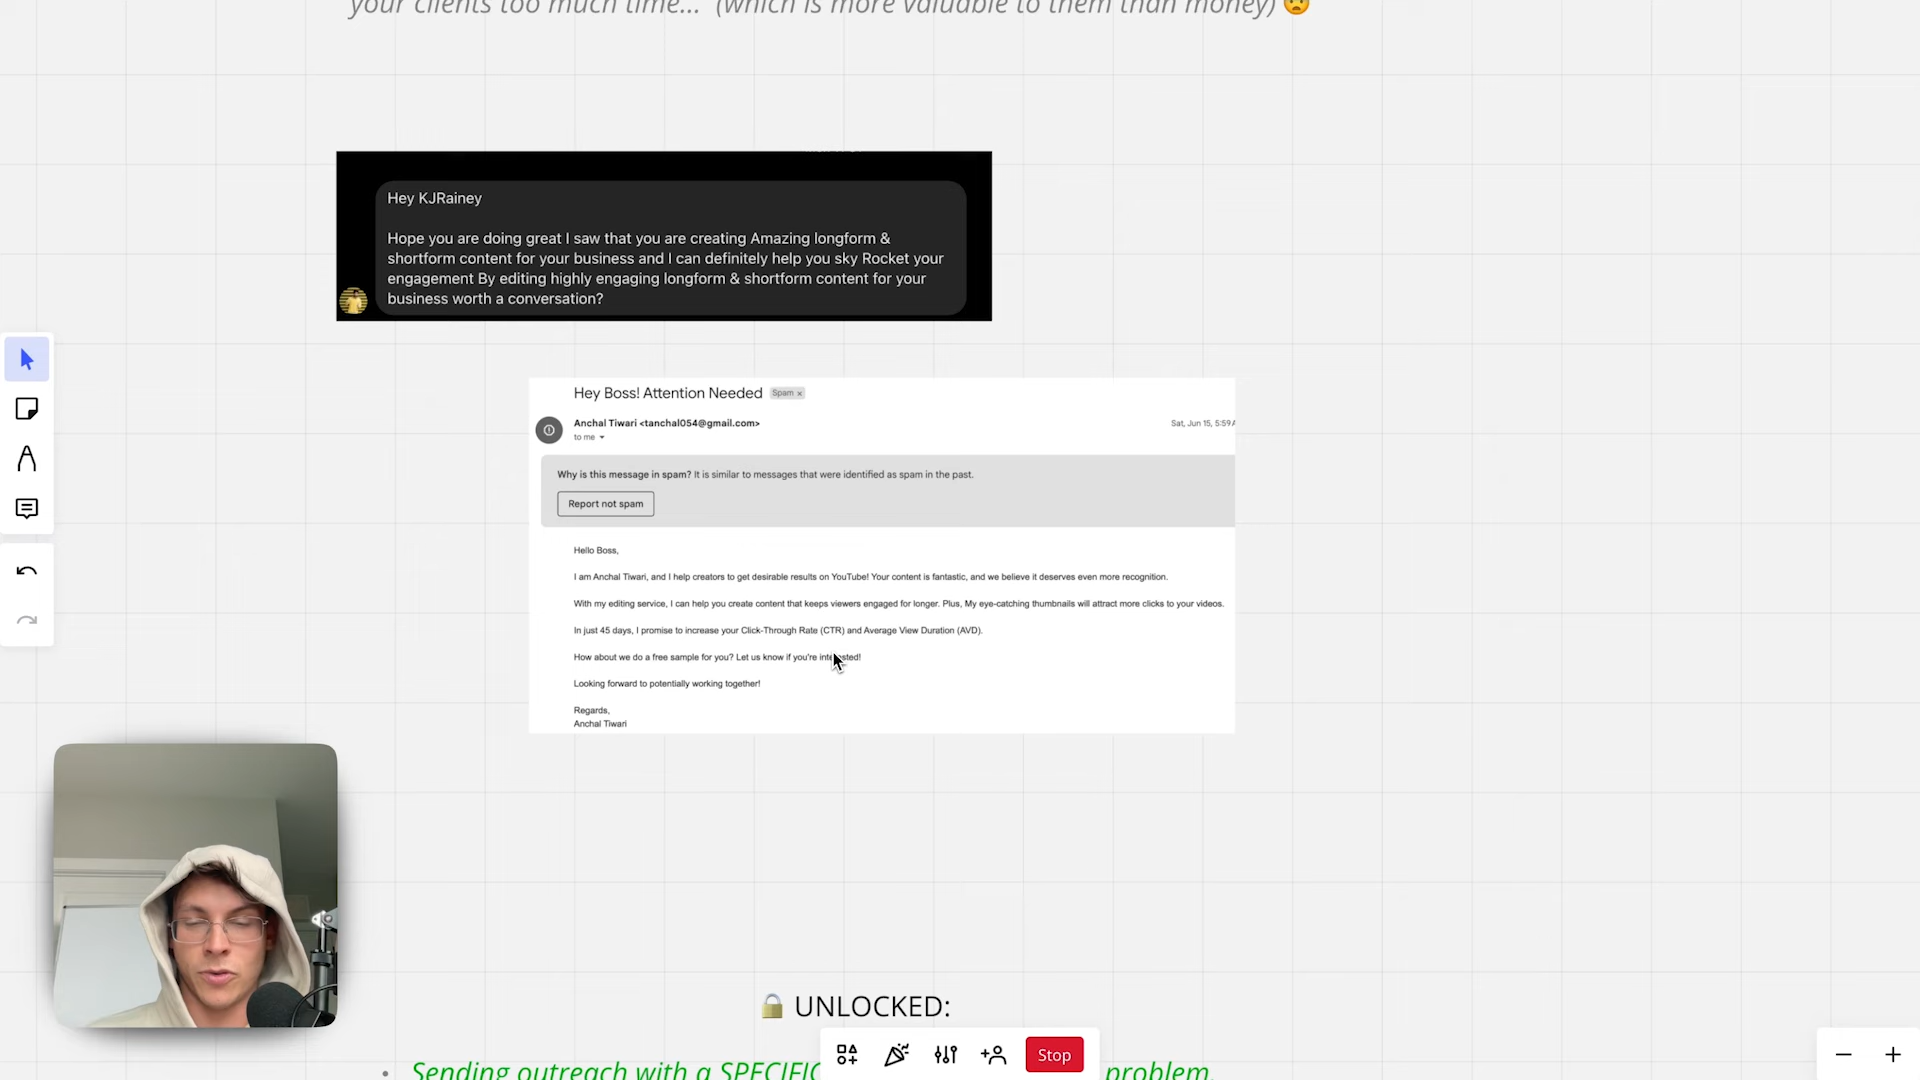 your clients too much time... (which is more valuable to them than money) 😟
Hey KJRainey
Hope you are doing great I saw that you are creating Amazing longform &
shortform content for your business and I can definitely help you sky Rocket your
engagement By editing highly engaging longform & shortform content for your
business worth a conversation?
Hey Boss! Attention Needed Spam x
Anchal Tiwari <tanchal054@gmail.com> Sat, Jun 15, 5:59A
to me
Why is this message in spam? It is similar to messages that were identified as spam in the past.
Report not spam
Hello Boss,
I am Anchal Tiwari, and I help creators to get desirable results on YouTube! Your content is fantastic, and we believe it deserves even more recognition.
With my editing service, I can help you create content that keeps viewers engaged for longer. Plus, My eye-catching thumbnails will attract more clicks to your videos.
In just 45 days, I promise to increase your Click-Through Rate (CTR) and Average View Duration (AVD).
How about we do a free sample for you? Let us know if you're interested!
Looking forward to potentially working together!
Regards,
Anchal Tiwari
🔒 UNLOCKED:
Stop
• Sending outreach with a SPECIFIC problem.